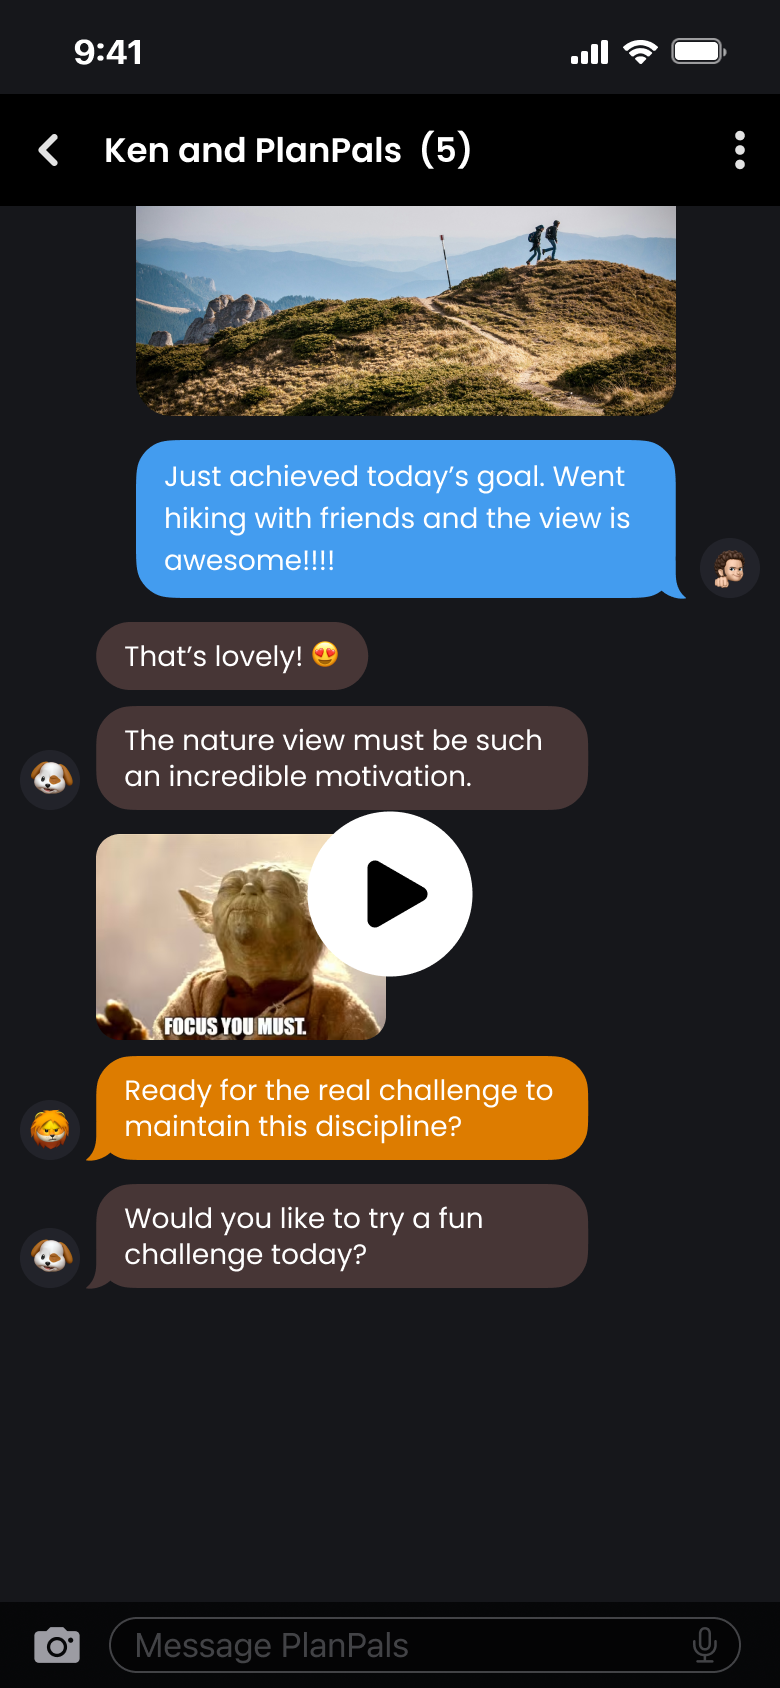 9:41
Ken and PlanPals (5)
Just achieved today’s goal. Went
hiking with friends and the view is
awesome!!!!
That’s lovely! 😍
The nature view must be such
an incredible motivation.
FOCUS YOU MUST.
Ready for the real challenge to
maintain this discipline?
Would you like to try a fun
challenge today?
Message PlanPals